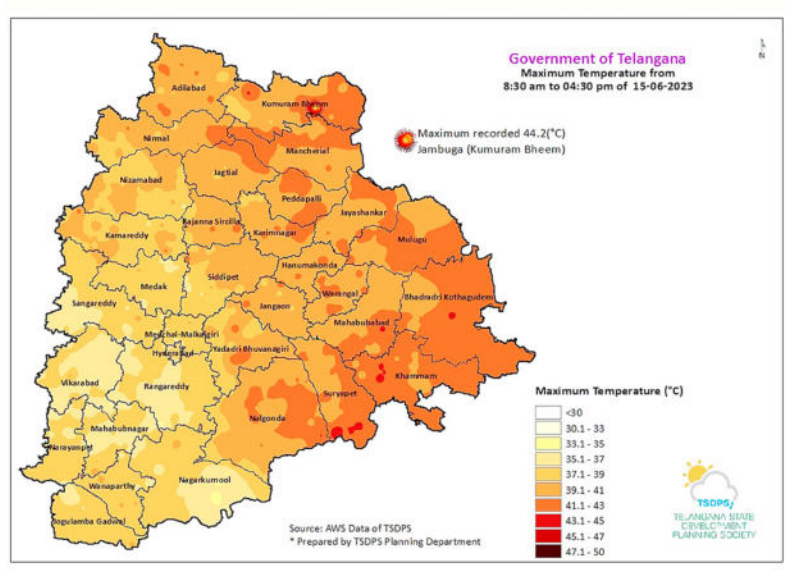 Government of Telangana
Maximum Temperature from
8:30 am to 04:30 pm of 15-06-2023
N
Maximum recorded 44.2(°C)
Jambuga (Kumuram Bheem)
Adilabad
Kumuram Bheem
Nirmal
Mancherial
Nizamabad
Jagtial
Peddapalli
Jayashankar
Rajanna Sircilla
Kamareddy
Karimnagar
Mulugu
Hanumakonda
Siddipet
Medak
Warangal
Bhadradri Kothagudem
Sangareddy
Jangaon
Mahabubabad
Medchal-Malkajgiri
Hyderabad
Yadadri Bhuvanagiri
Khammam
Vikarabad
Rangareddy
Suryapet
Nalgonda
Mahabubnagar
Narayanpet
Nagarkurnool
Wanaparthy
Jogulamba Gadwal
Maximum Temperature (°C)
<30
30.1 - 33
33.1 - 35
35.1 - 37
37.1 - 39
39.1 - 41
41.1 - 43
43.1 - 45
45.1 - 47
47.1 - 50
Source: AWS Data of TSDPS
* Prepared by TSDPS Planning Department
TSDPS
TELANGANA STATE
DEVELOPMENT
PLANNING SOCIETY